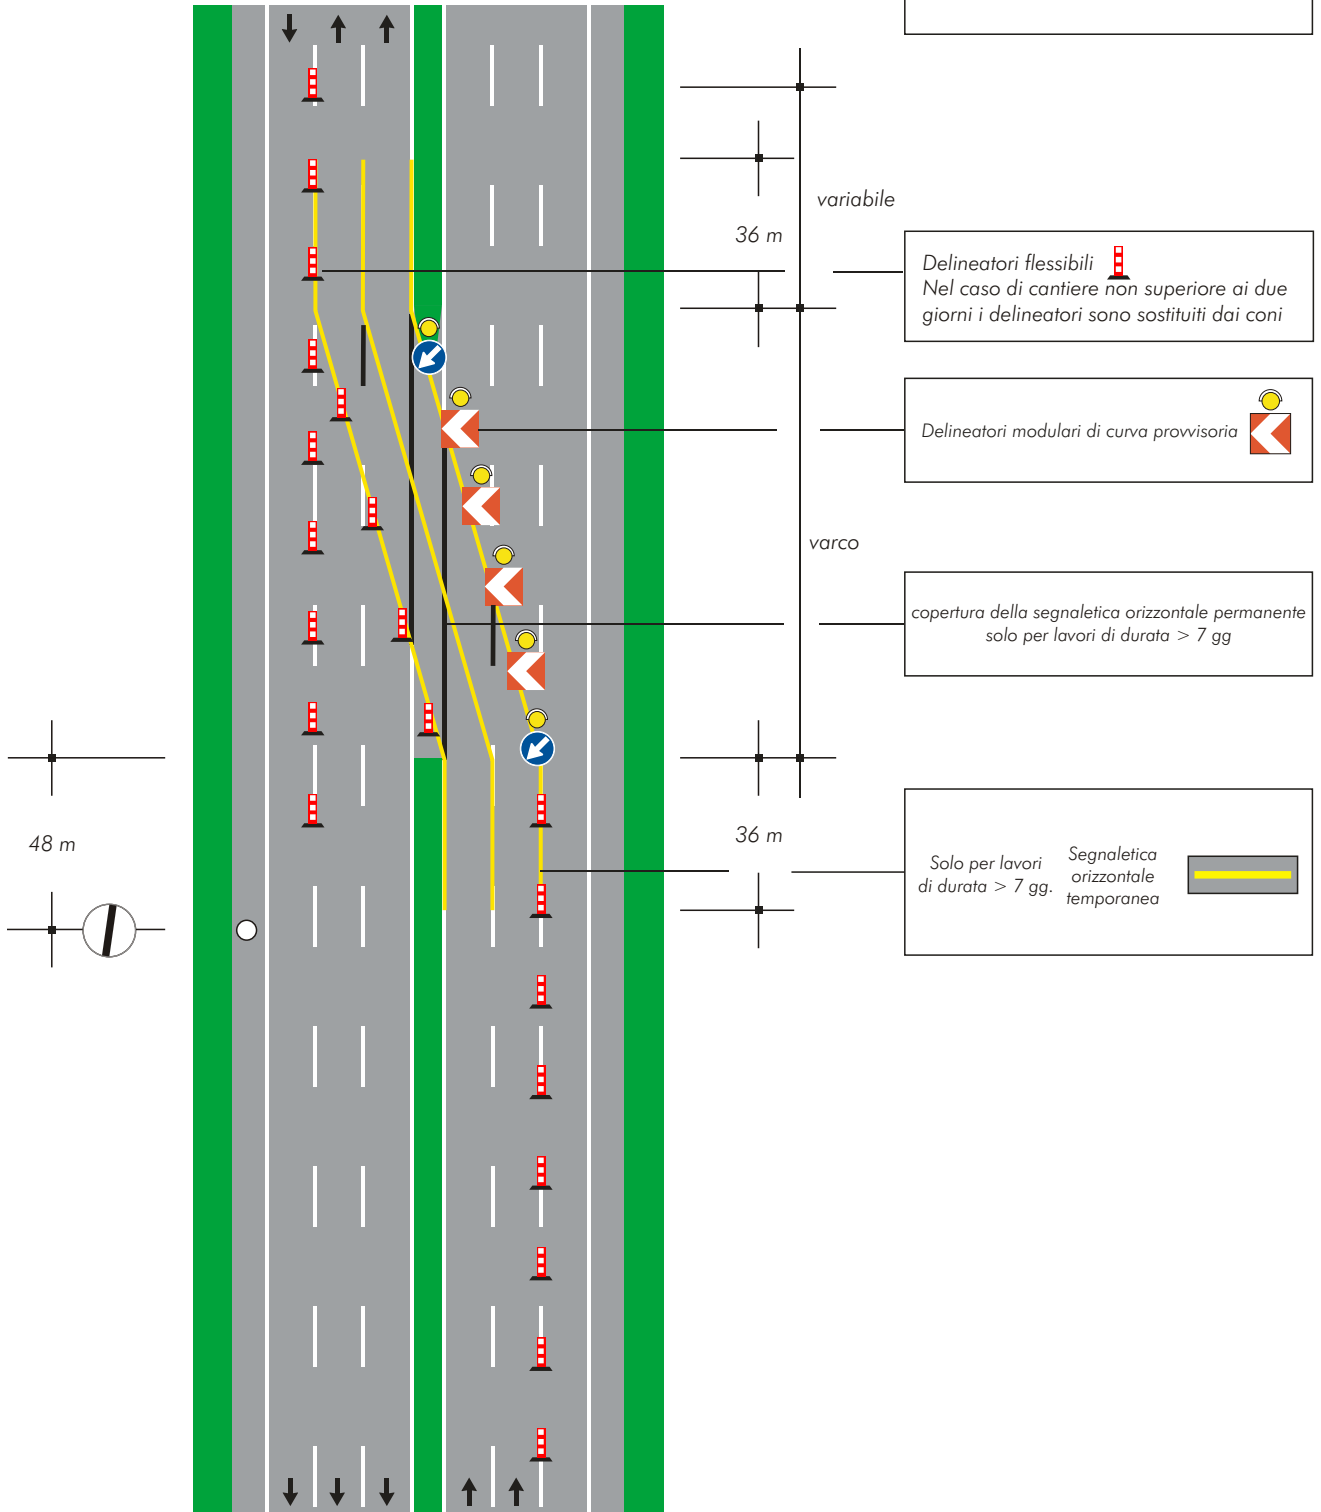 variabile
36 m
Delineatori flessibili
Nel caso di cantiere non superiore ai due
giorni i delineatori sono sostituiti dai coni
Delineatori modulari di curva provvisoria
varco
copertura della segnaletica orizzontale permanente
solo per lavori di durata > 7 gg
48 m
36 m
Solo per lavori
di durata > 7 gg.
Segnaletica
orizzontale
temporanea